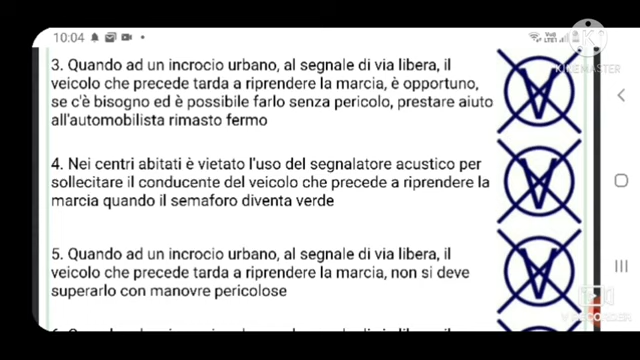 10:04
KINEMASTER
3. Quando ad un incrocio urbano, al segnale di via libera, il
veicolo che precede tarda a riprendere la marcia, è opportuno,
se c'è bisogno ed è possibile farlo senza pericolo, prestare aiuto
all'automobilista rimasto fermo
V
4. Nei centri abitati è vietato l'uso del segnalatore acustico per
sollecitare il conducente del veicolo che precede a riprendere la
marcia quando il semaforo diventa verde
V
5. Quando ad un incrocio urbano, al segnale di via libera, il
veicolo che precede tarda a riprendere la marcia, non si deve
superarlo con manovre pericolose
V